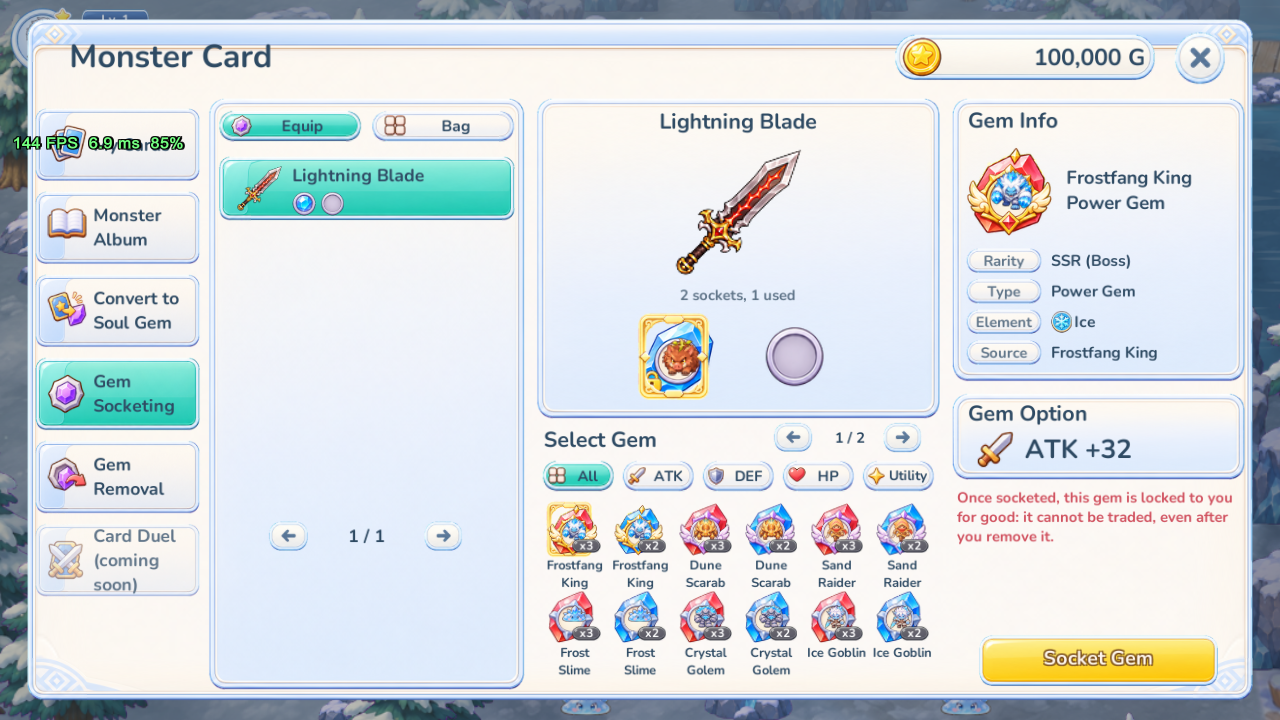 Lv.1
Monster Card
100,000 G
144 FPS 6.9 ms 85%
Monster
Album
Convert to
Soul Gem
Gem
Socketing
Gem
Removal
Card Duel
(coming
soon)
Equip
Bag
Lightning Blade
1 / 1
Lightning Blade
2 sockets, 1 used
Select Gem
1 / 2
All
ATK
DEF
HP
Utility
x3
x2
x3
x2
x3
x2
Frostfang
King
Frostfang
King
Dune
Scarab
Dune
Scarab
Sand
Raider
Sand
Raider
x3
x2
x3
x2
x3
x2
Frost
Slime
Frost
Slime
Crystal
Golem
Crystal
Golem
Ice Goblin
Ice Goblin
Gem Info
Frostfang King
Power Gem
Rarity SSR (Boss)
Type Power Gem
Element Ice
Source Frostfang King
Gem Option
ATK +32
Once socketed, this gem is locked to you
for good: it cannot be traded, even after
you remove it.
Socket Gem